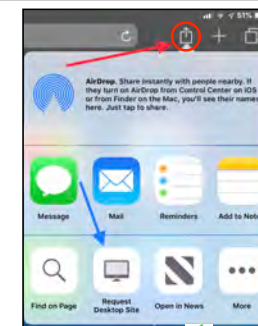 51%
AirDrop. Share instantly with people nearby. If
they turn on AirDrop from Control Center on iOS
or from Finder on the Mac, you'll see their names
here. Just tap to share.
Message Mail Reminders Add to Note
Find on Page Request Desktop Site Open in News More